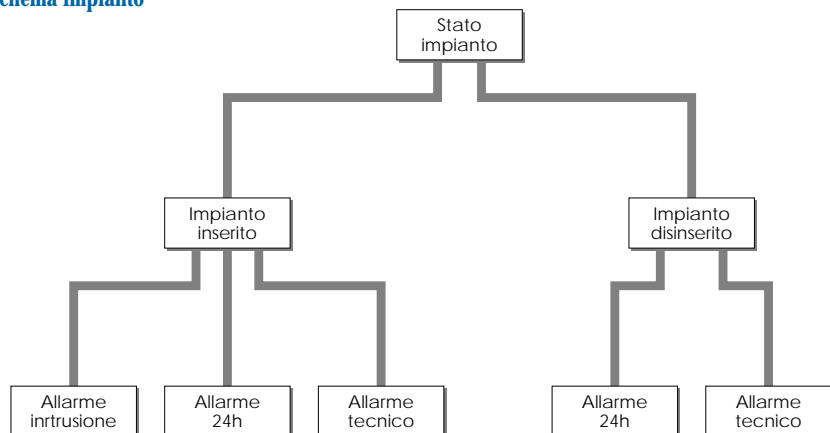 chema impianto
Stato
impianto
Impianto
inserito
Impianto
disinserito
Allarme
inrtrusione
Allarme
24h
Allarme
tecnico
Allarme
24h
Allarme
tecnico